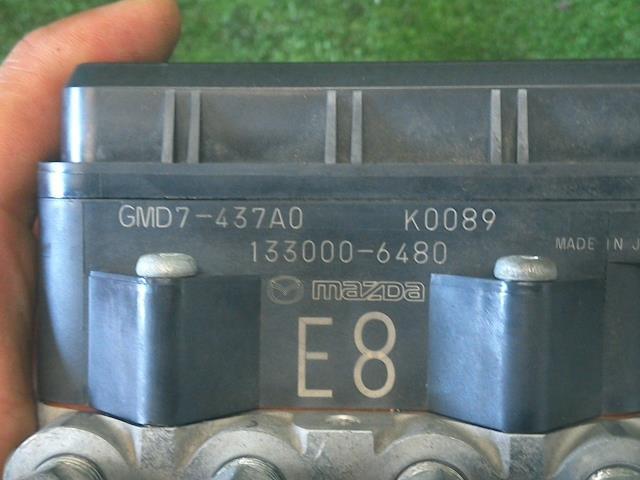 GMD7-437A0 K0089
133000-6480
MADE IN J
mazda
E8